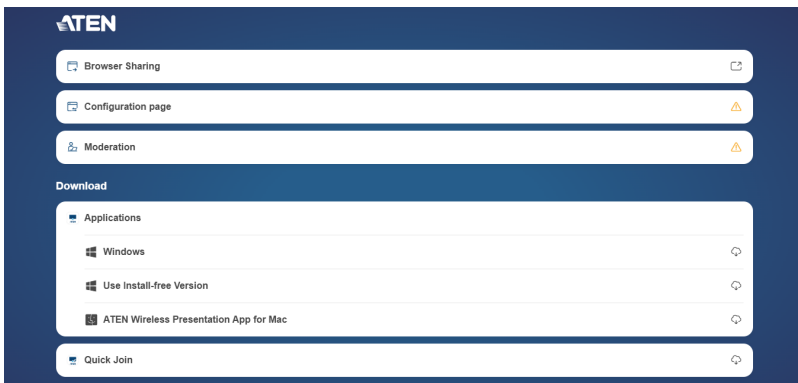 ATEN
Browser Sharing
Configuration page
Moderation
Download
Applications
Windows
Use Install-free Version
ATEN Wireless Presentation App for Mac
Quick Join